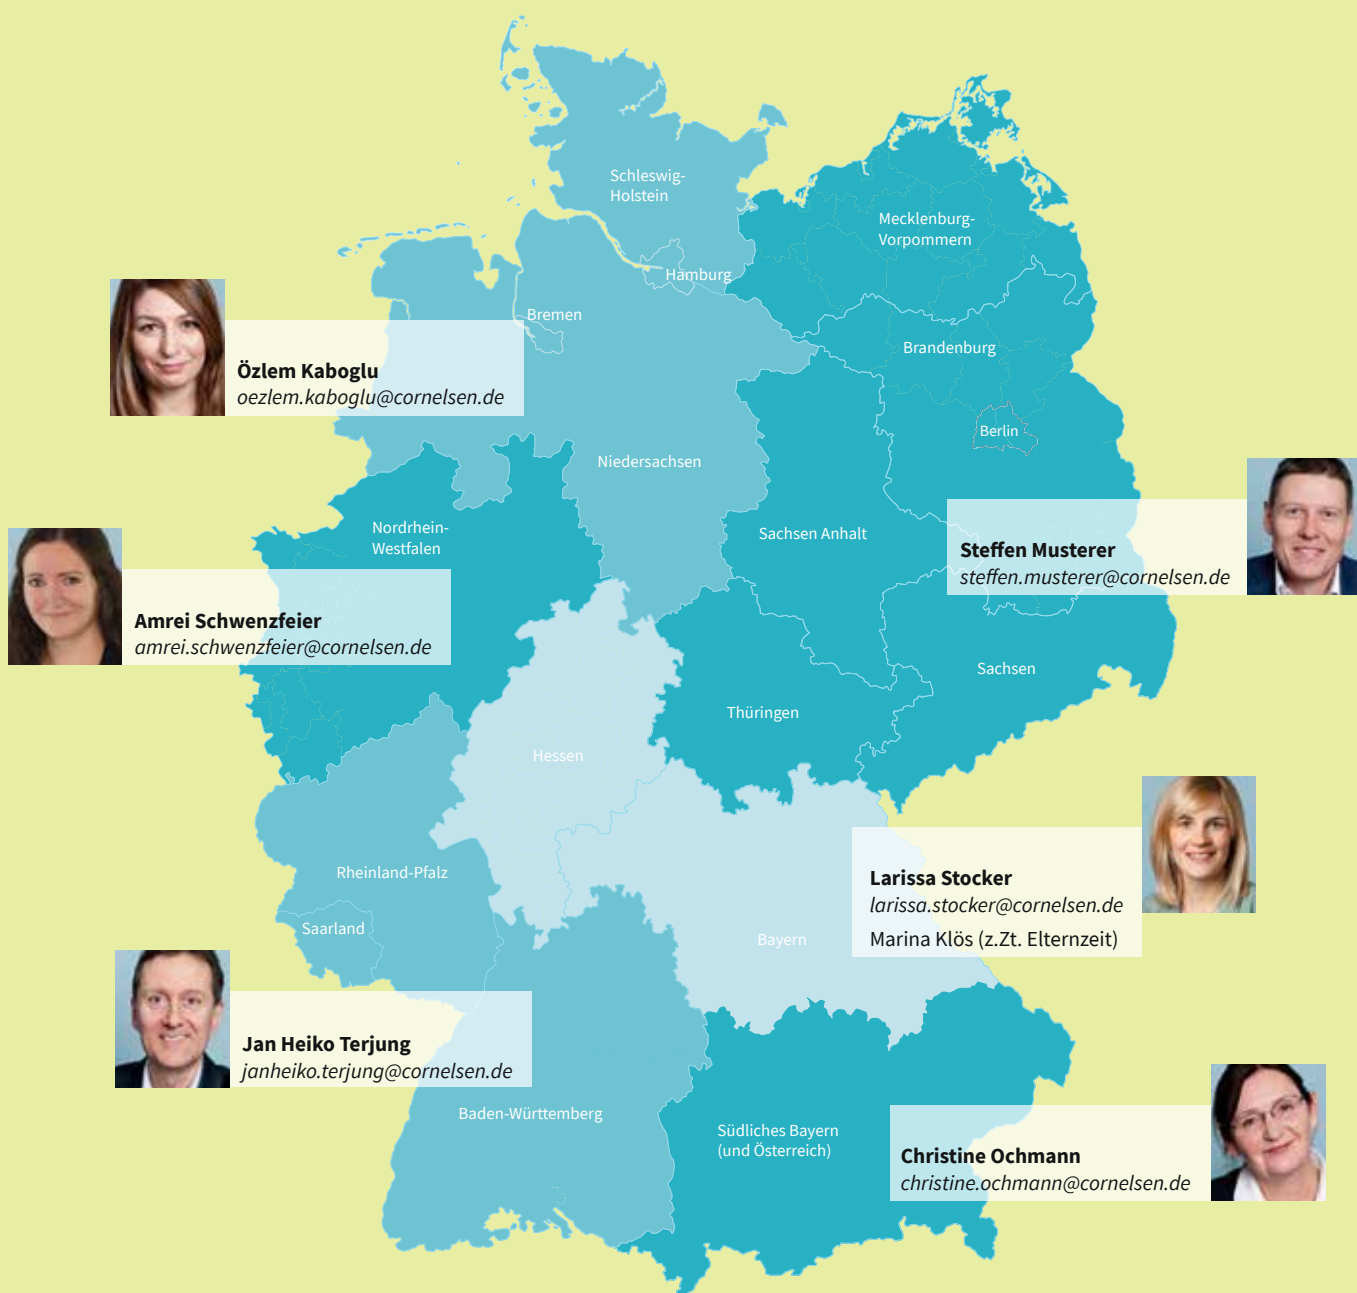 Schleswig-
Holstein
Mecklenburg-
Vorpommern
Hamburg
Bremen
Brandenburg
Özlem Kaboglu
oezlem.kaboglu@cornelsen.de
Berlin
Niedersachsen
Nordrhein-
Westfalen
Sachsen Anhalt
Steffen Musterer
steffen.musterer@cornelsen.de
Amrei Schwenzfeier
amrei.schwenzfeier@cornelsen.de
Sachsen
Thüringen
Hessen
Rheinland-Pfalz
Larissa Stocker
larissa.stocker@cornelsen.de
Marina Klös (z.Zt. Elternzeit)
Saarland
Bayern
Jan Heiko Terjung
janheiko.terjung@cornelsen.de
Baden-Württemberg
Südliches Bayern
(und Österreich)
Christine Ochmann
christine.ochmann@cornelsen.de